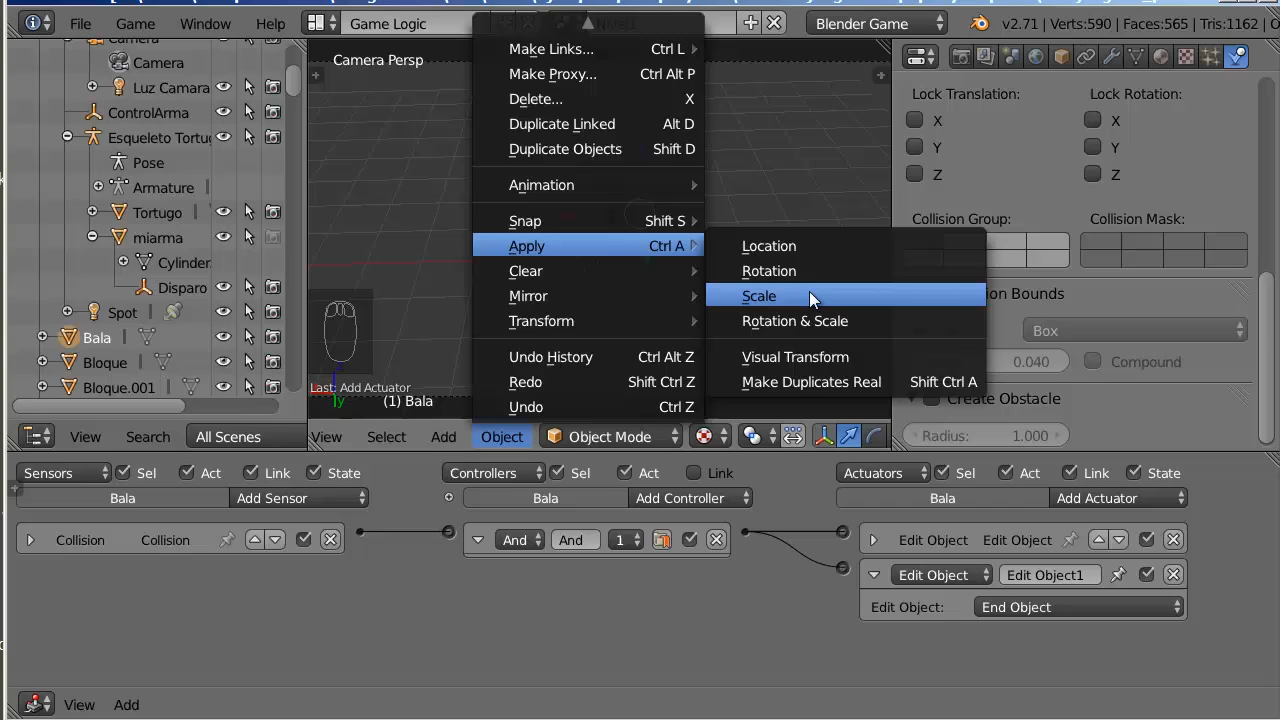 File Game Window Help Game Logic Blender Game v2.71 | Verts:590 | Faces:565 | Tris:1162 | O
Camera
Camera
Luz Camara
ControlArma
Esqueleto Tortug
Pose
Armature
Tortugo
miarma
Cylinder
Disparo
Spot
Bala
Bloque
Bloque.001
View Search All Scenes
Camera Persp
Last: Add Actuator
y
(1) Bala
Make Links... Ctrl L
Make Proxy... Ctrl Alt P
Delete... X
Duplicate Linked Alt D
Duplicate Objects Shift D
Animation
Snap Shift S
Apply Ctrl A
Clear
Mirror
Transform
Undo History Ctrl Alt Z
Redo Shift Ctrl Z
Undo Ctrl Z
Location
Rotation
Scale
Rotation & Scale
Visual Transform
Make Duplicates Real Shift Ctrl A
View Select Add Object Object Mode
Lock Translation: Lock Rotation:
X X
Y Y
Z Z
Collision Group: Collision Mask:
on Bounds
Box
0.040 Compound
Create Obstacle
Radius: 1.000
Sensors Sel Act Link State Controllers Sel Act Link Actuators Sel Act Link State
Bala Add Sensor Bala Add Controller Bala Add Actuator
Collision Collision And And 1 Edit Object Edit Object
Edit Object Edit Object1
Edit Object: End Object
View Add